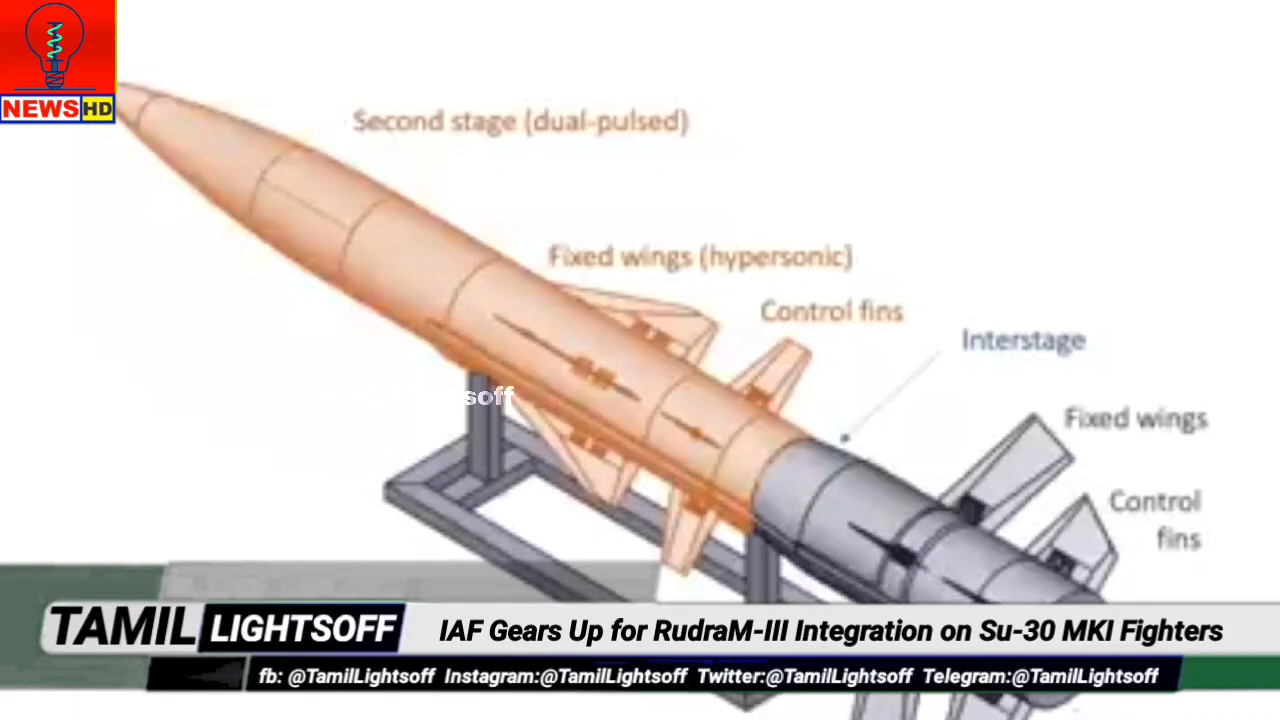 NEWS HD
Second stage (dual-pulsed)
Fixed wings (hypersonic)
Control fins
Interstage
soff
Fixed wings
Control
fins
TAMIL LIGHTSOFF
IAF Gears Up for RudraM-III Integration on Su-30 MKI Fighters
fb: @TamilLightsoff Instagram:@TamilLightsoff Twitter:@TamilLightsoff Telegram:@TamilLightsoff